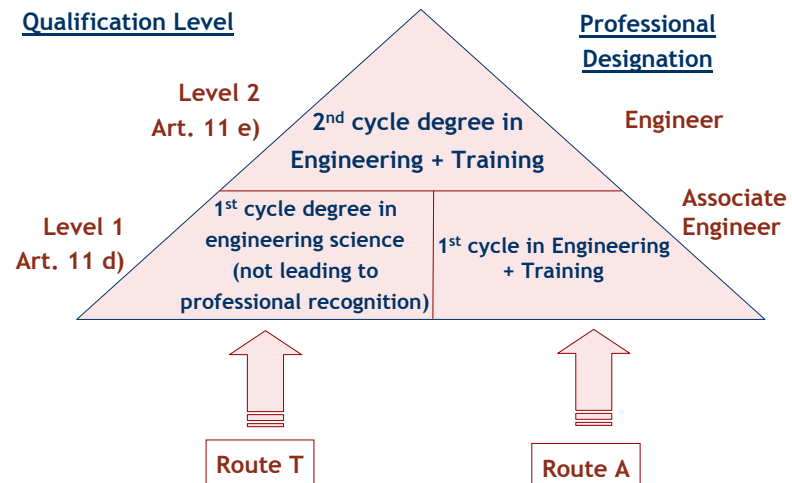 Qualification Level
Professional
Designation
Level 2
Art. 11 e)
2nd cycle degree in
Engineering + Training
Engineer
Level 1
Art. 11 d)
1st cycle degree in
engineering science
(not leading to
professional recognition)
1st cycle in Engineering
+ Training
Associate
Engineer
Route T
Route A